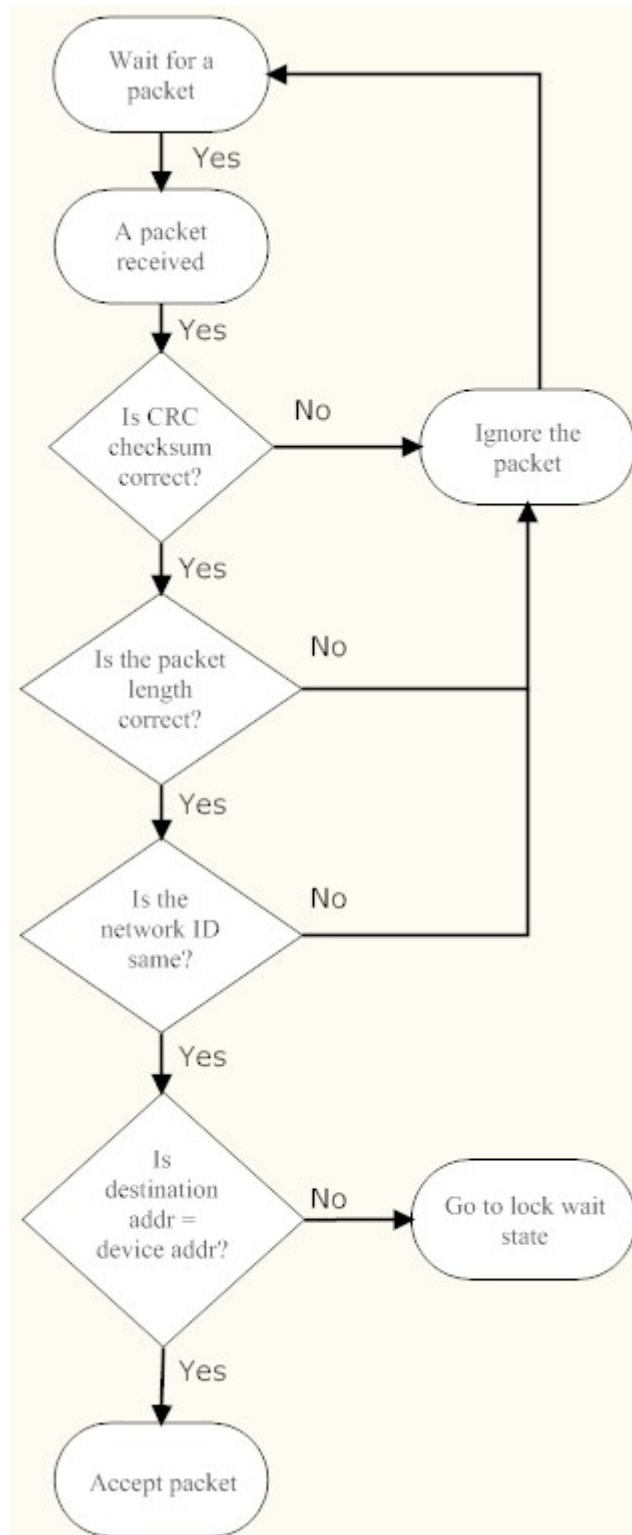 Wait for a
packet
Yes
A packet
received
Yes
Is CRC
checksum
correct?
No
Ignore the
packet
Yes
Is the packet
length
correct?
No
Yes
Is the
network ID
same?
No
Yes
Is
destination
addr =
device addr?
No
Go to lock wait
state
Yes
Accept packet